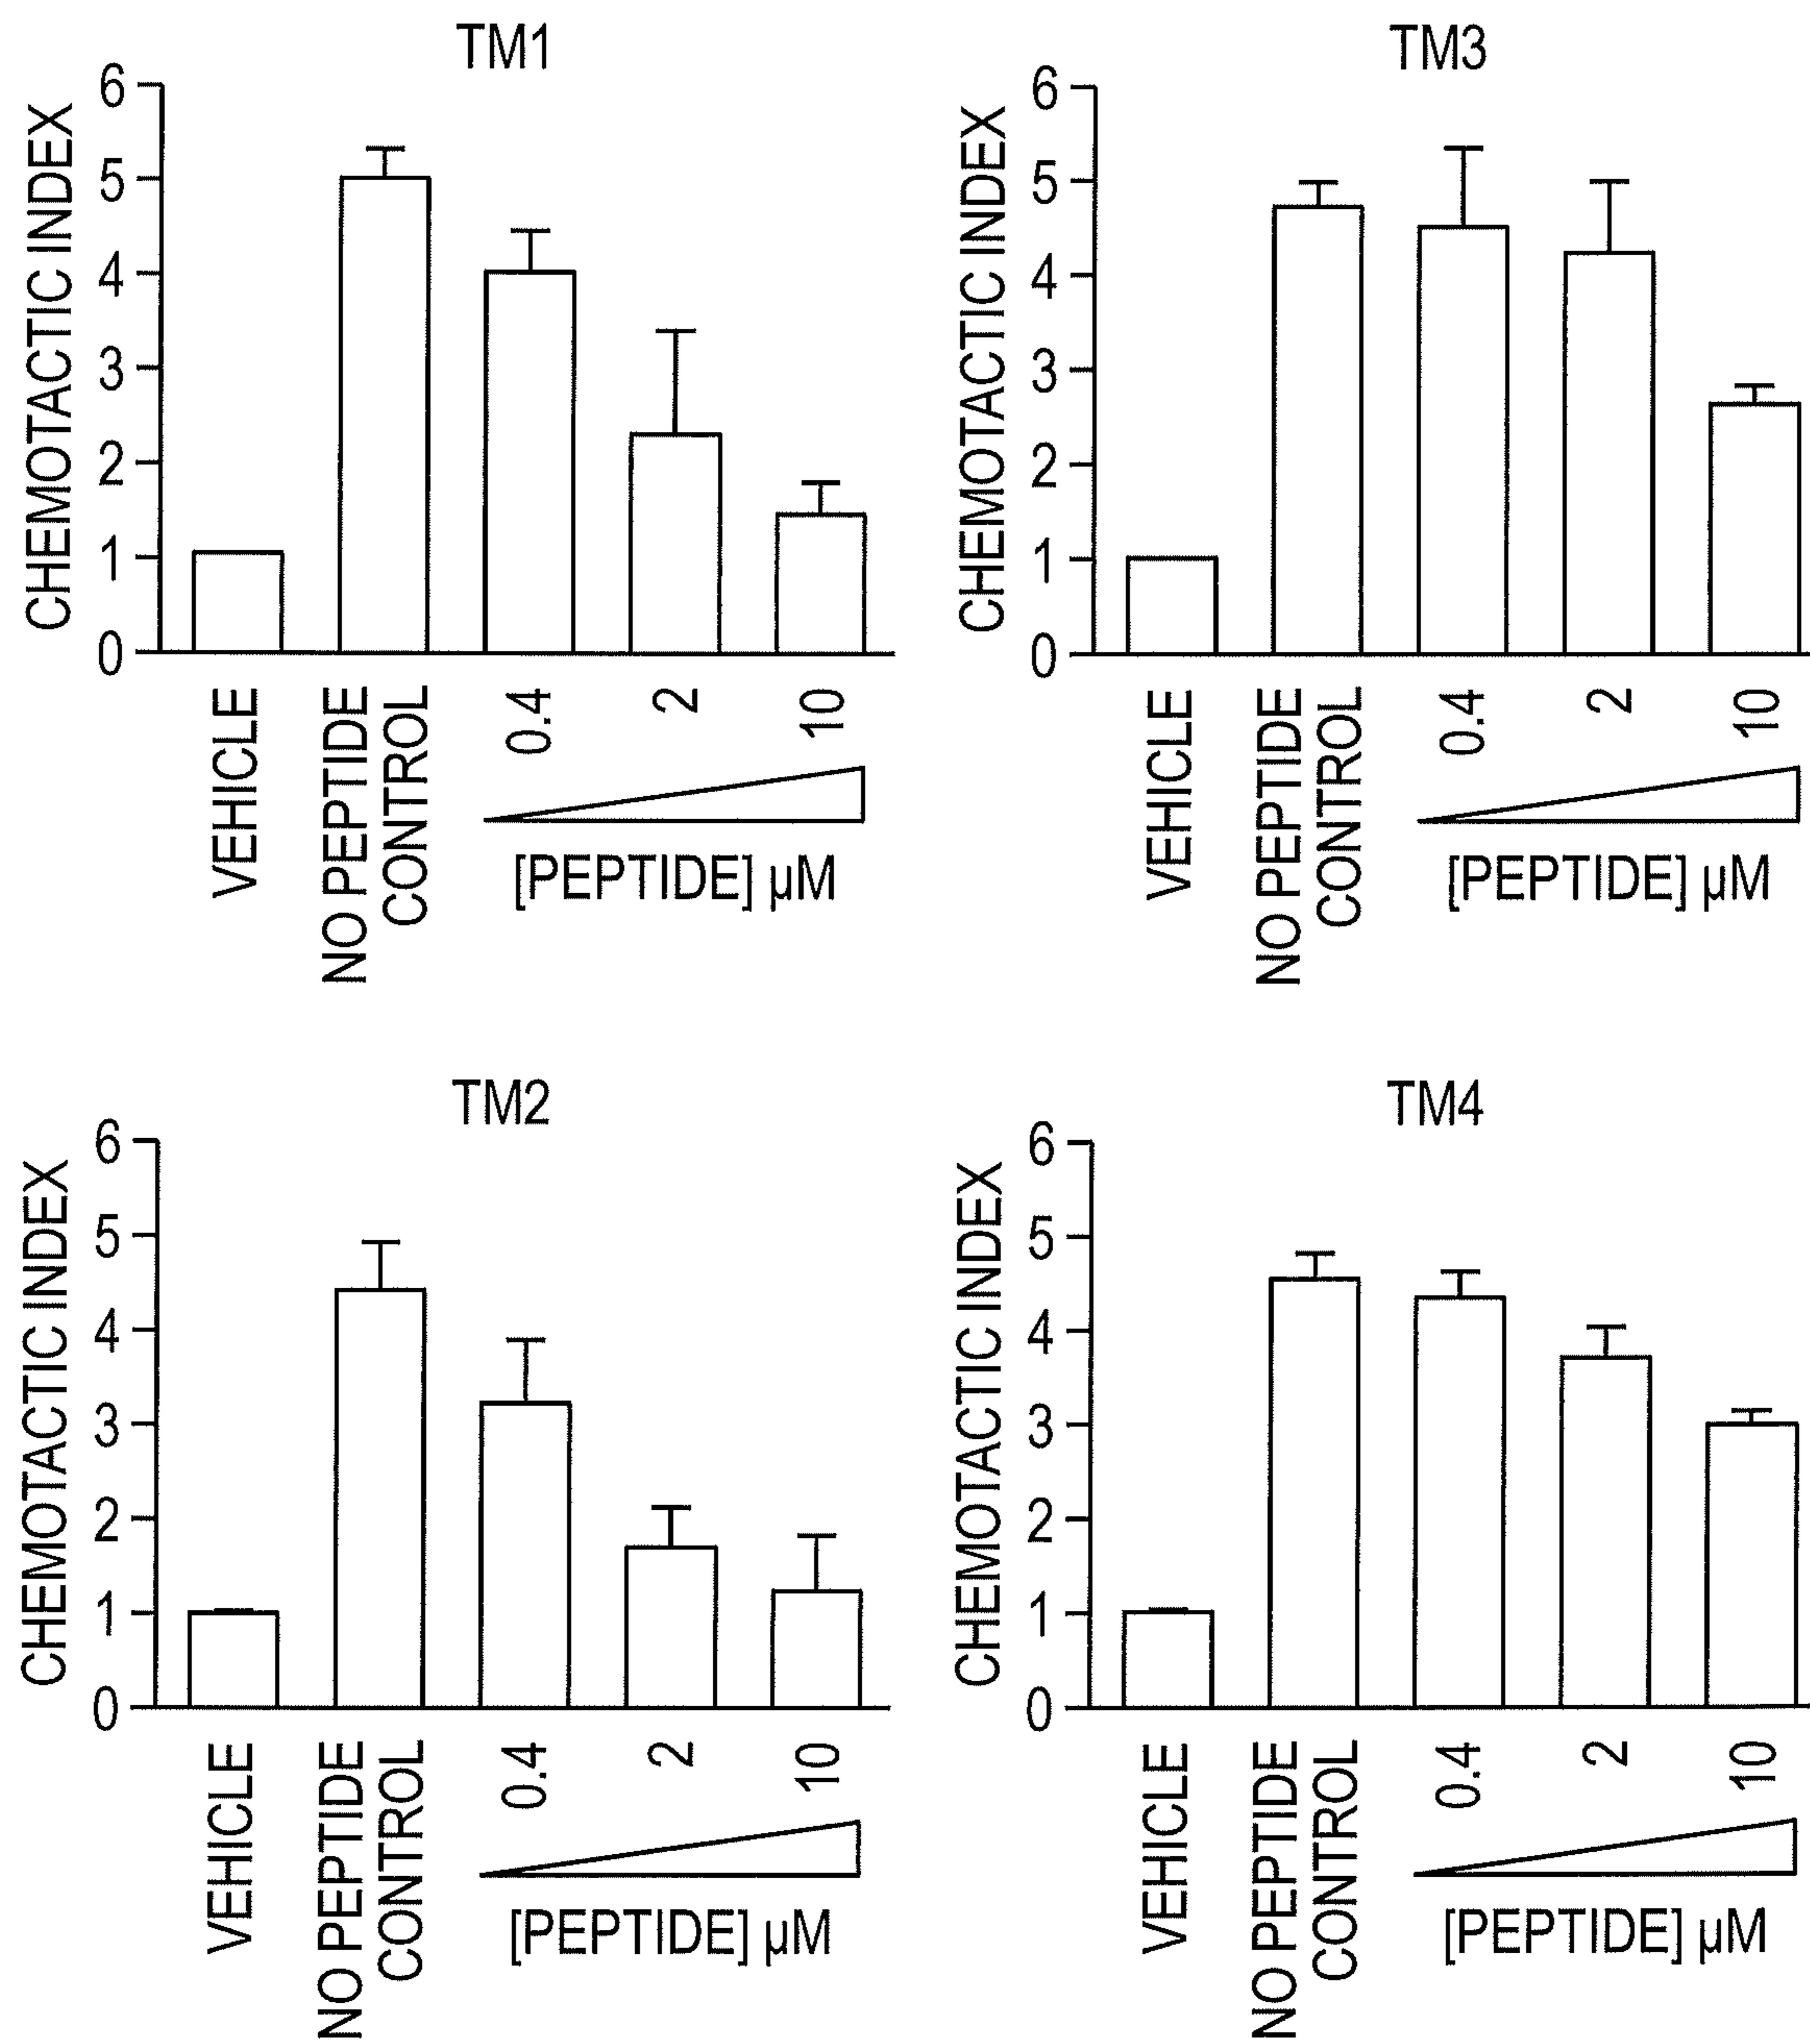 TM1
CHEMOTACTIC INDEX
6
5
4
3
2
1
0
VEHICLE
NO PEPTIDE
CONTROL
0.4
2
10
[PEPTIDE] µM
TM3
CHEMOTACTIC INDEX
6
5
4
3
2
1
0
VEHICLE
NO PEPTIDE
CONTROL
0.4
2
10
[PEPTIDE] µM
TM2
CHEMOTACTIC INDEX
6
5
4
3
2
1
0
VEHICLE
NO PEPTIDE
CONTROL
0.4
2
10
[PEPTIDE] µM
TM4
CHEMOTACTIC INDEX
6
5
4
3
2
1
0
VEHICLE
NO PEPTIDE
CONTROL
0.4
2
10
[PEPTIDE] µM